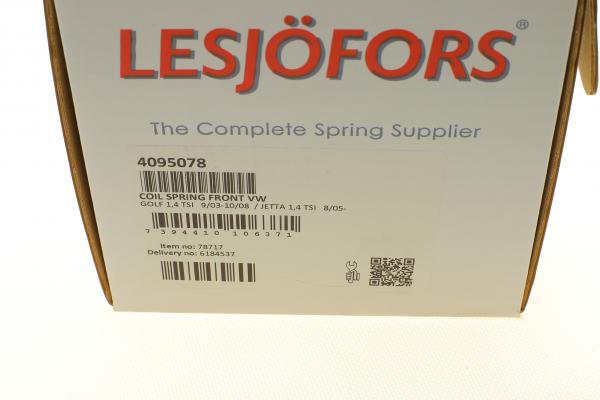 LESJÖFORS®
The Complete Spring Supplier
4095078
COIL SPRING FRONT VW
GOLF 1,4 TSI 9/03-10/08 / JETTA 1,4 TSI 8/05-
7 394410 106371
Item no: 78717
Delivery no: 6184537